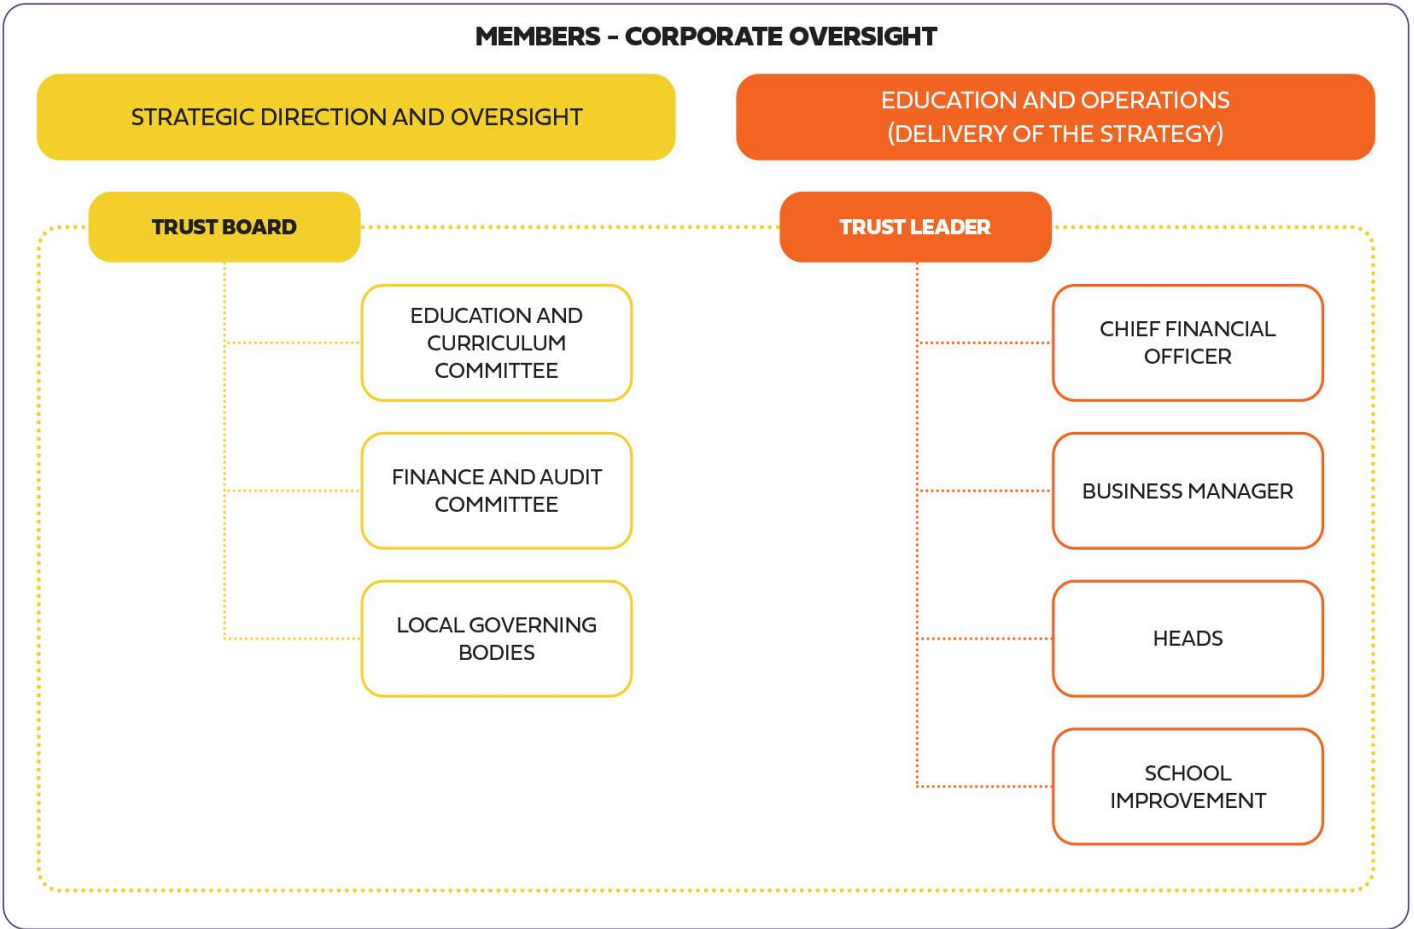 MEMBERS - CORPORATE OVERSIGHT
STRATEGIC DIRECTION AND OVERSIGHT
EDUCATION AND OPERATIONS
(DELIVERY OF THE STRATEGY)
TRUST BOARD
EDUCATION AND
CURRICULUM
COMMITTEE
FINANCE AND AUDIT
COMMITTEE
LOCAL GOVERNING
BODIES
TRUST LEADER
CHIEF FINANCIAL
OFFICER
BUSINESS MANAGER
HEADS
SCHOOL
IMPROVEMENT